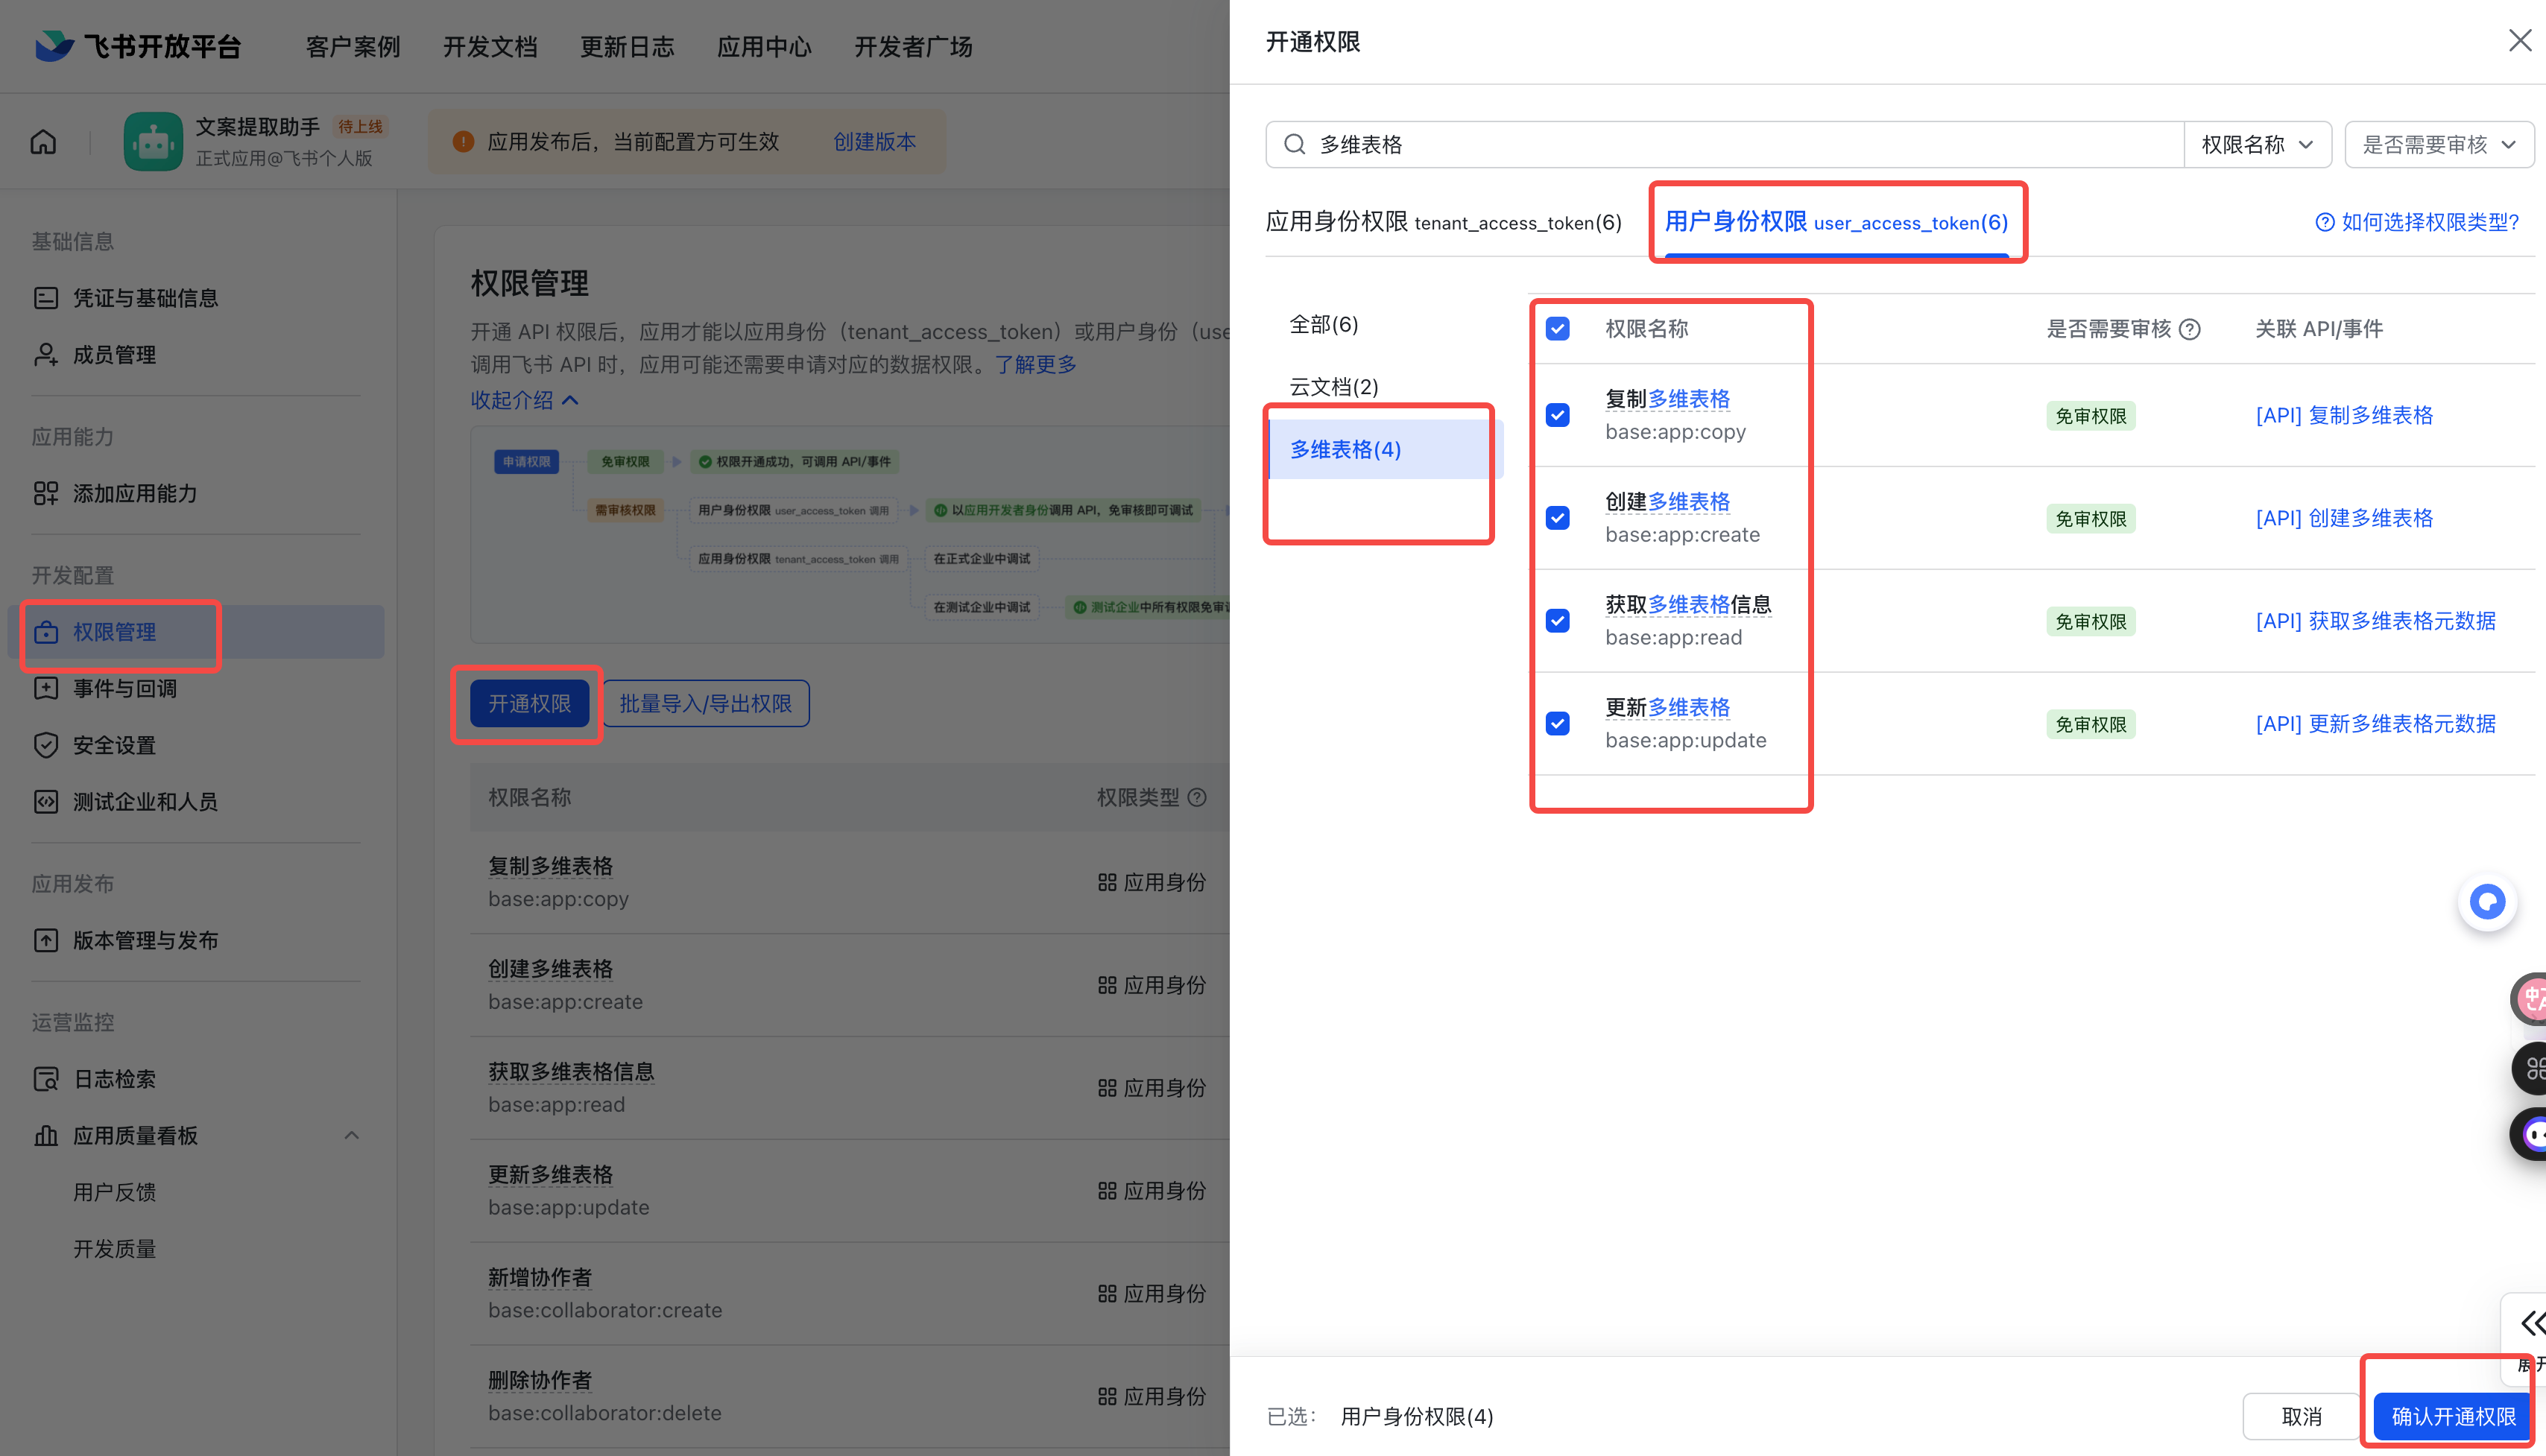 飞书开放平台
客户案例
开发文档
更新日志
应用中心
开发者广场
文案提取助手
待上线
正式应用@飞书个人版
应用发布后，当前配置方可生效
创建版本
基础信息
凭证与基础信息
成员管理
应用能力
添加应用能力
开发配置
权限管理
事件与回调
安全设置
测试企业和人员
应用发布
版本管理与发布
运营监控
日志检索
应用质量看板
用户反馈
开发质量
权限管理
开通 API 权限后，应用才能以应用身份（tenant_access_token）或用户身份（use
调用飞书 API 时，应用可能还需要申请对应的数据权限。了解更多
收起介绍
申请权限
免审权限
权限开通成功，可调用 API/事件
需审核权限
用户身份权限 user_access_token 调用
以应用开发者身份调用 API，免审核即可调试
应用身份权限 tenant_access_token 调用
在正式企业中调试
在测试企业中调试
测试企业中所有权限免审
开通权限
批量导入/导出权限
权限名称
权限类型
复制多维表格
base:app:copy
应用身份
创建多维表格
base:app:create
应用身份
获取多维表格信息
base:app:read
应用身份
更新多维表格
base:app:update
应用身份
新增协作者
base:collaborator:create
应用身份
删除协作者
base:collaborator:delete
应用身份
开通权限
多维表格
权限名称
是否需要审核
应用身份权限 tenant_access_token(6)
用户身份权限 user_access_token(6)
如何选择权限类型?
全部(6)
云文档(2)
多维表格(4)
权限名称
是否需要审核
关联 API/事件
复制多维表格
base:app:copy
免审权限
[API] 复制多维表格
创建多维表格
base:app:create
免审权限
[API] 创建多维表格
获取多维表格信息
base:app:read
免审权限
[API] 获取多维表格元数据
更新多维表格
base:app:update
免审权限
[API] 更新多维表格元数据
展开
已选：
用户身份权限(4)
取消
确认开通权限